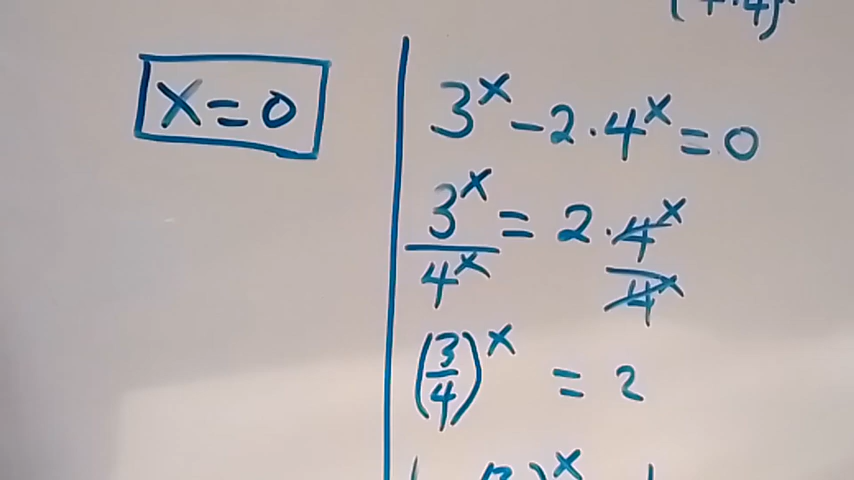 x=0
3^x - 2·4^x = 0
3^x/4^x = 2·4^x/4^x
(3/4)^x = 2